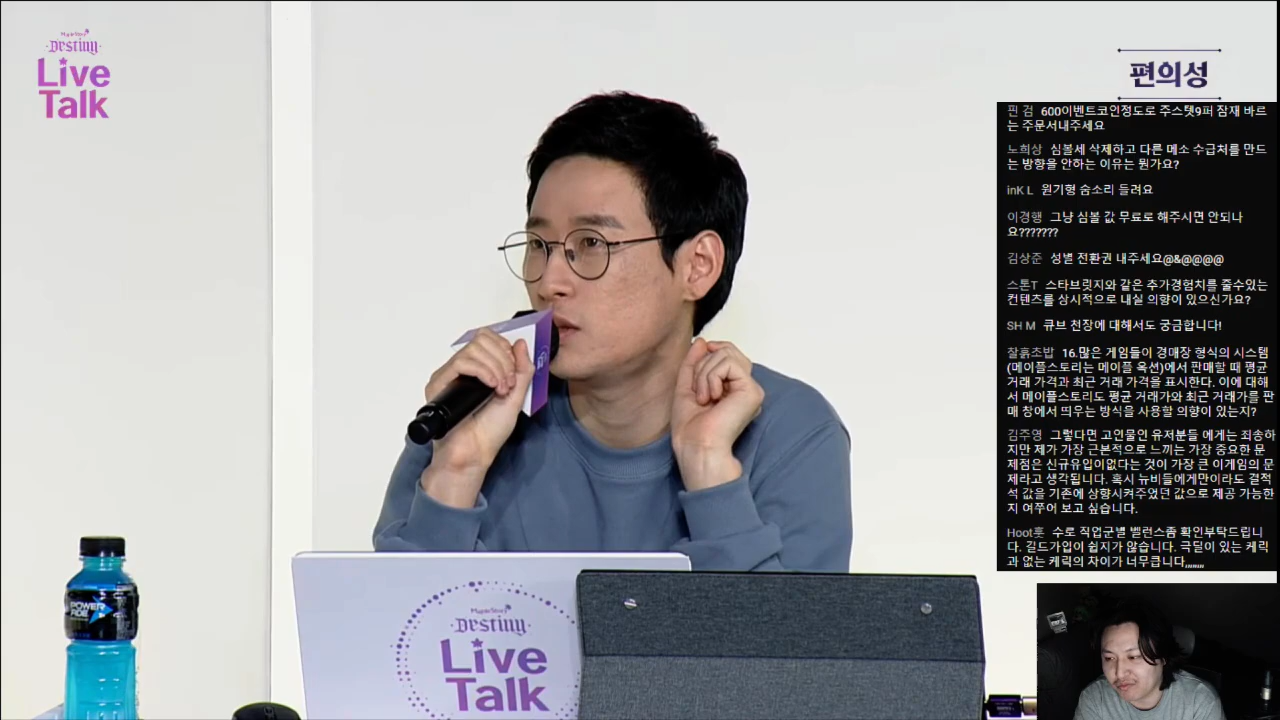 MapleStory
DESTINY
Live
Talk
편의성
핀 검 600이벤트코인정도로 주스텟9퍼 잠재 바르
는 주문서내주세요
노희상 심볼세 삭제하고 다른 메소 수급처를 만드
는 방향을 안하는 이유는 뭔가요?
inK L 원기형 숨소리 들려요
이경행 그냥 심볼 값 무료로 해주시면 안되나
요???????
김상준 성별 전환권 내주세요@&@@@@
스톤T 스타브릿지와 같은 추가경험치를 줄수있는
컨텐츠를 상시적으로 내실 의향이 있으신가요?
SH M 큐브 천장에 대해서도 궁금합니다!
찰흙초밥 16.많은 게임들이 경매장 형식의 시스템
(메이플스토리는 메이플 옥션)에서 판매할 때 평균
거래 가격과 최근 거래 가격을 표시한다. 이에 대해
서 메이플스토리도 평균 거래가와 최근 거래가를 판
매 창에서 띄우는 방식을 사용할 의향이 있는지?
김주영 그렇다면 고인물인 유저분들 에게는 죄송하
지만 제가 가장 근본적으로 느끼는 가장 중요한 문
제점은 신규유입이없다는 것이 가장 큰 이게임의 문
제라고 생각됩니다. 혹시 뉴비들에게만이라도 결정
석 값을 기존에 상향시켜주었던 값으로 제공 가능한
지 여쭈어 보고 싶습니다.
Hoot훗 수로 직업군별 벨런스좀 확인부탁드립니
다. 길드가입이 쉽지가 않습니다. 극딜이 있는 케릭
과 없는 케릭의 차이가 너무큽니다,,,,,,,
POWER
ADE
MapleStory
DESTINY
Live
Talk